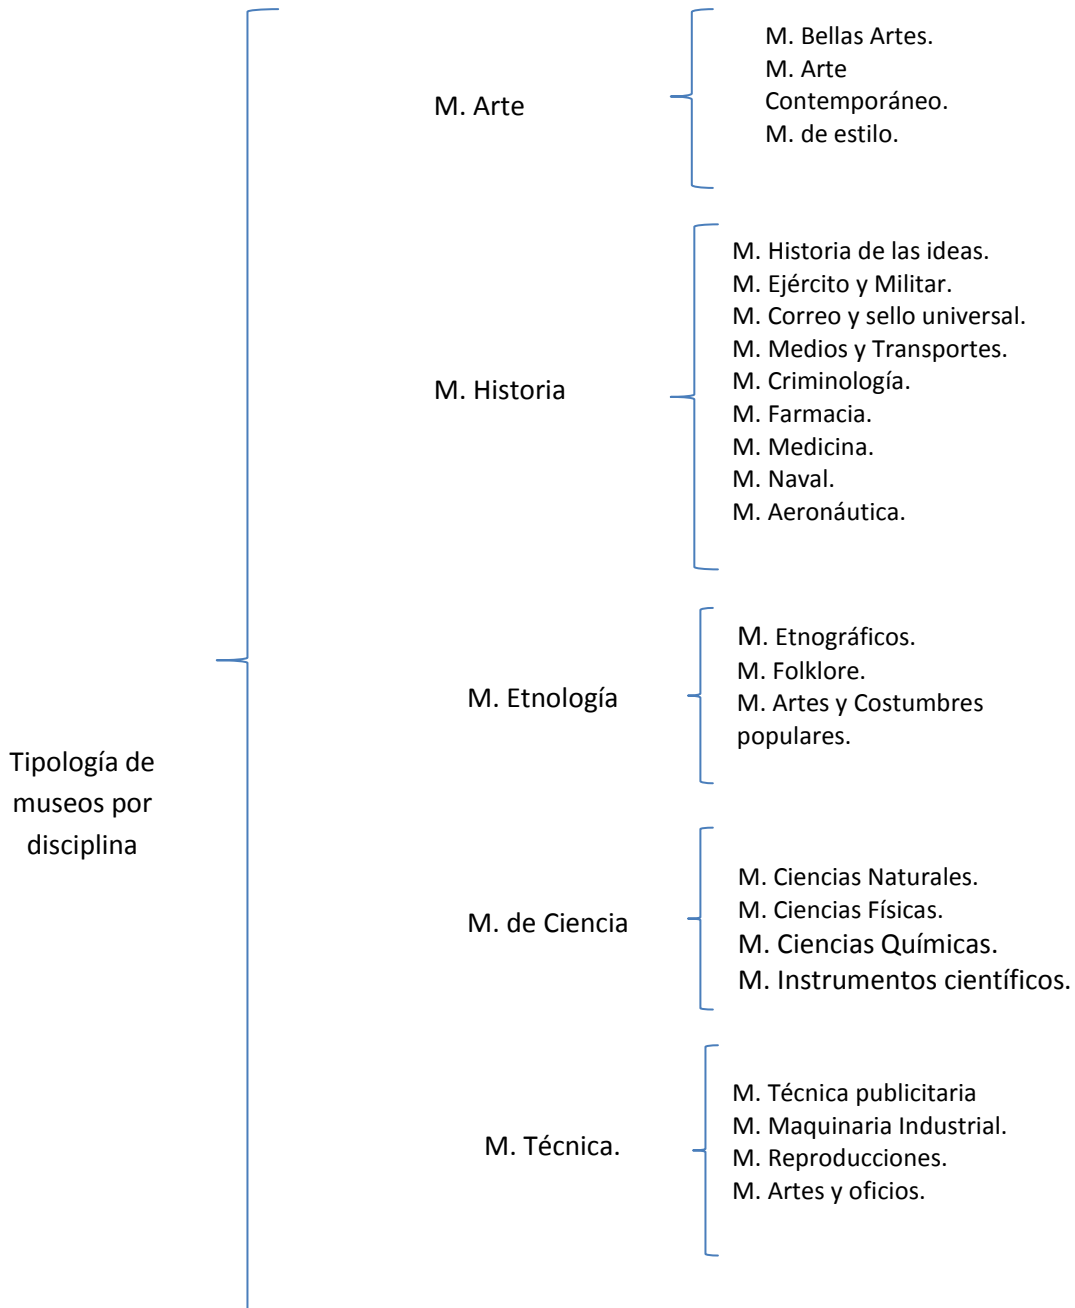 Tipología de
museos por
disciplina
M. Arte
M. Bellas Artes.
M. Arte
Contemporáneo.
M. de estilo.
M. Historia
M. Historia de las ideas.
M. Ejército y Militar.
M. Correo y sello universal.
M. Medios y Transportes.
M. Criminología.
M. Farmacia.
M. Medicina.
M. Naval.
M. Aeronáutica.
M. Etnología
M. Etnográficos.
M. Folklore.
M. Artes y Costumbres
populares.
M. de Ciencia
M. Ciencias Naturales.
M. Ciencias Físicas.
M. Ciencias Químicas.
M. Instrumentos científicos.
M. Técnica.
M. Técnica publicitaria
M. Maquinaria Industrial.
M. Reproducciones.
M. Artes y oficios.